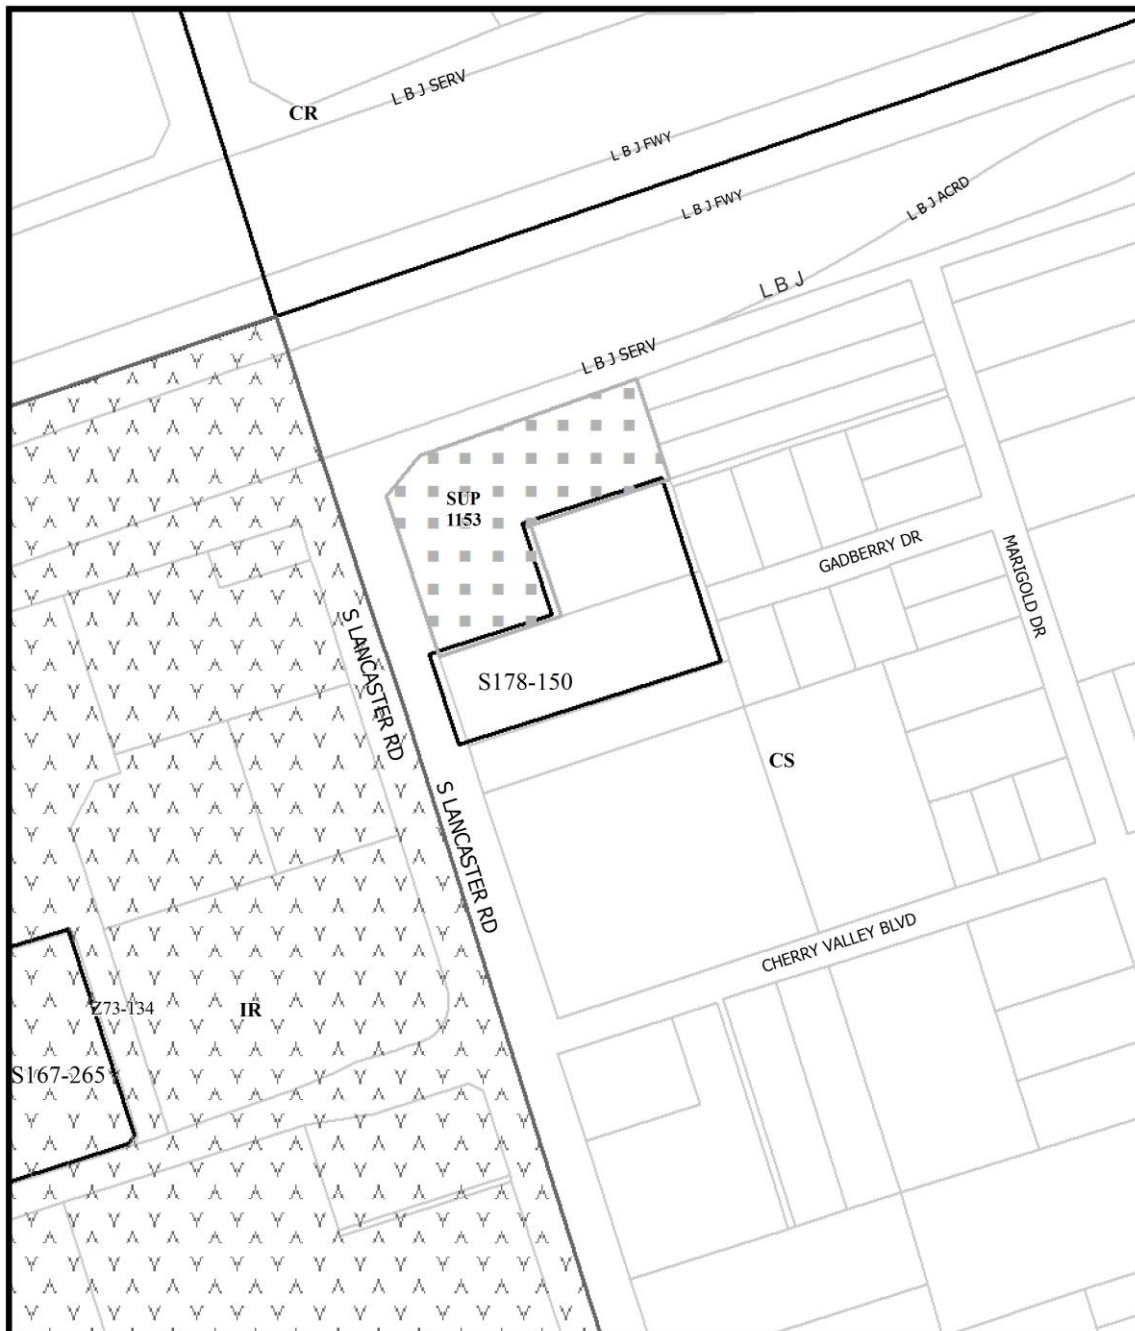 L B J SERV
CR
L B J FWY
L B J FWY
L B J ACRD
L B J
L B J SERV
SUP
1153
GADBERRY DR
MARIGOLD DR
S LANCASTER RD
S178-150
CS
S LANCASTER RD
CHERRY VALLEY BLVD
Z73-134
IR
S167-265